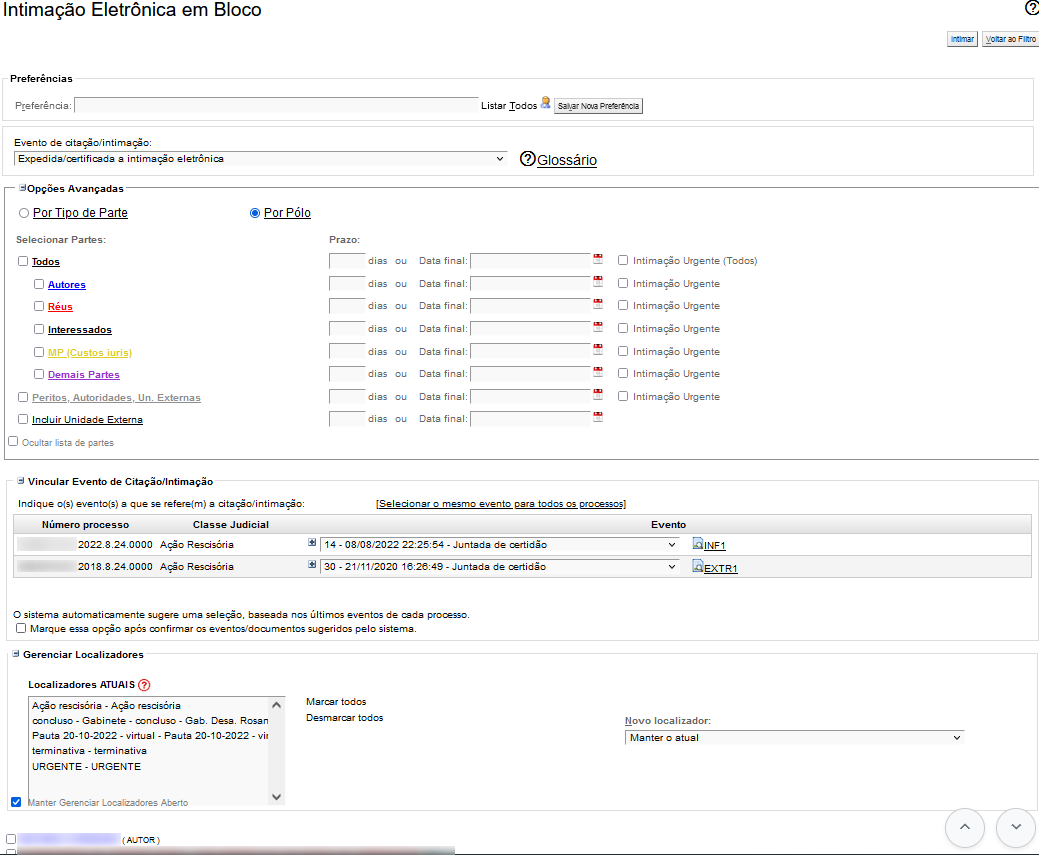 Intimação Eletrônica em Bloco
Intimar Voltar ao Filtro
Preferências
Preferência: Listar Todos Salvar Nova Preferência
Evento de citação/intimação:
Expedida/certificada a intimação eletrônica Glossário
Opções Avançadas
Por Tipo de Parte Por Pólo
Selecionar Partes: Prazo:
Todos dias ou Data final: Intimação Urgente (Todos)
Autores dias ou Data final: Intimação Urgente
Réus dias ou Data final: Intimação Urgente
Interessados dias ou Data final: Intimação Urgente
MP (Custos iuris) dias ou Data final: Intimação Urgente
Demais Partes dias ou Data final: Intimação Urgente
Peritos, Autoridades, Un. Externas dias ou Data final: Intimação Urgente
Incluir Unidade Externa dias ou Data final:
Ocultar lista de partes
Vincular Evento de Citação/Intimação
Indique o(s) evento(s) a que se refere(m) a citação/intimação: [Selecionar o mesmo evento para todos os processos]
Número processo Classe Judicial Evento
2022.8.24.0000 Ação Rescisória 14 - 08/08/2022 22:25:54 - Juntada de certidão INF1
2018.8.24.0000 Ação Rescisória 30 - 21/11/2020 16:26:49 - Juntada de certidão EXTR1
O sistema automaticamente sugere uma seleção, baseada nos últimos eventos de cada processo.
Marque essa opção após confirmar os eventos/documentos sugeridos pelo sistema.
Gerenciar Localizadores
Localizadores ATUAIS
Ação rescisória - Ação rescisória Marcar todos
concluso - Gabinete - concluso - Gab. Desa. Rosan Desmarcar todos
Novo localizador:
Pauta 20-10-2022 - virtual - Pauta 20-10-2022 - vir Manter o atual
terminativa - terminativa
URGENTE - URGENTE
Manter Gerenciar Localizadores Aberto
( AUTOR )